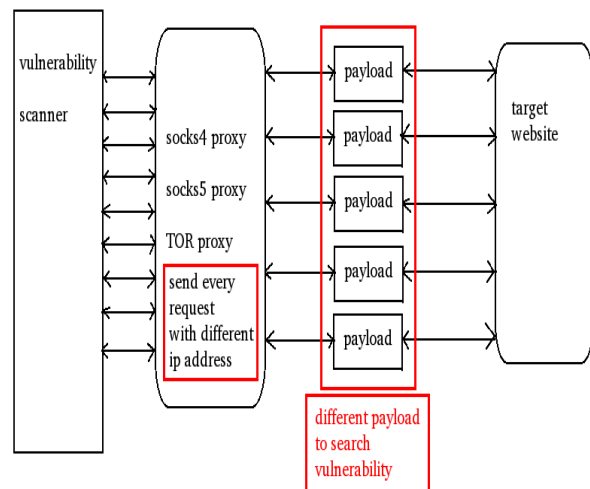 vulnerability
scanner
socks4 proxy
socks5 proxy
TOR proxy
send every
request
with different
ip address
payload
payload
payload
payload
payload
different payload
to search
vulnerability
target
website